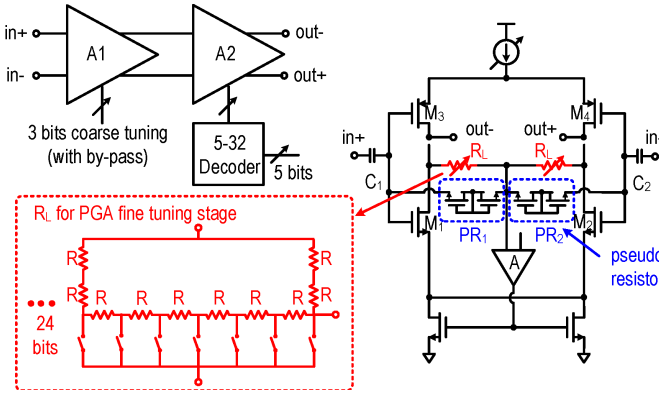 in+
in-
A1
A2
out-
out+
3 bits coarse tuning
(with by-pass)
5-32
Decoder
5 bits
RL for PGA fine tuning stage
R
R
R
R
R
R
R
R
R
R
24
bits
M3
M4
in+
in-
out-
out+
RL
RL
C1
C2
M1
M2
PR1
PR2
A
pseudo
resisto